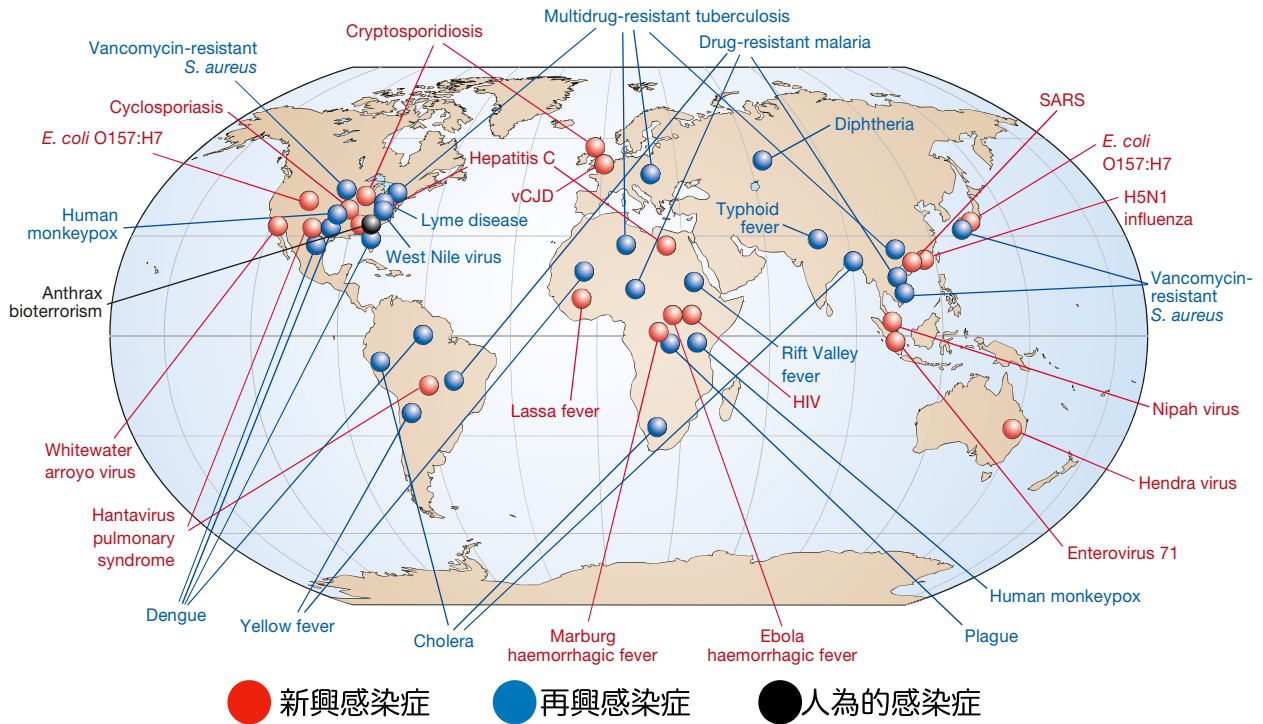 Multidrug-resistant tuberculosis
Cryptosporidiosis
Drug-resistant malaria
Vancomycin-resistant
S. aureus
SARS
Cyclosporiasis
E. coli O157:H7
Diphtheria
E. coli
O157:H7
Hepatitis C
vCJD
H5N1
influenza
Human
monkeypox
Lyme disease
Typhoid
fever
West Nile virus
Anthrax
bioterrorism
Vancomycin-
resistant
S. aureus
Rift Valley
fever
HIV
Lassa fever
Nipah virus
Whitewater
arroyo virus
Hendra virus
Hantavirus
pulmonary
syndrome
Enterovirus 71
Human monkeypox
Dengue
Yellow fever
Cholera
Marburg
haemorrhagic fever
Ebola
haemorrhagic fever
Plague
新興感染症
再興感染症
人為的感染症